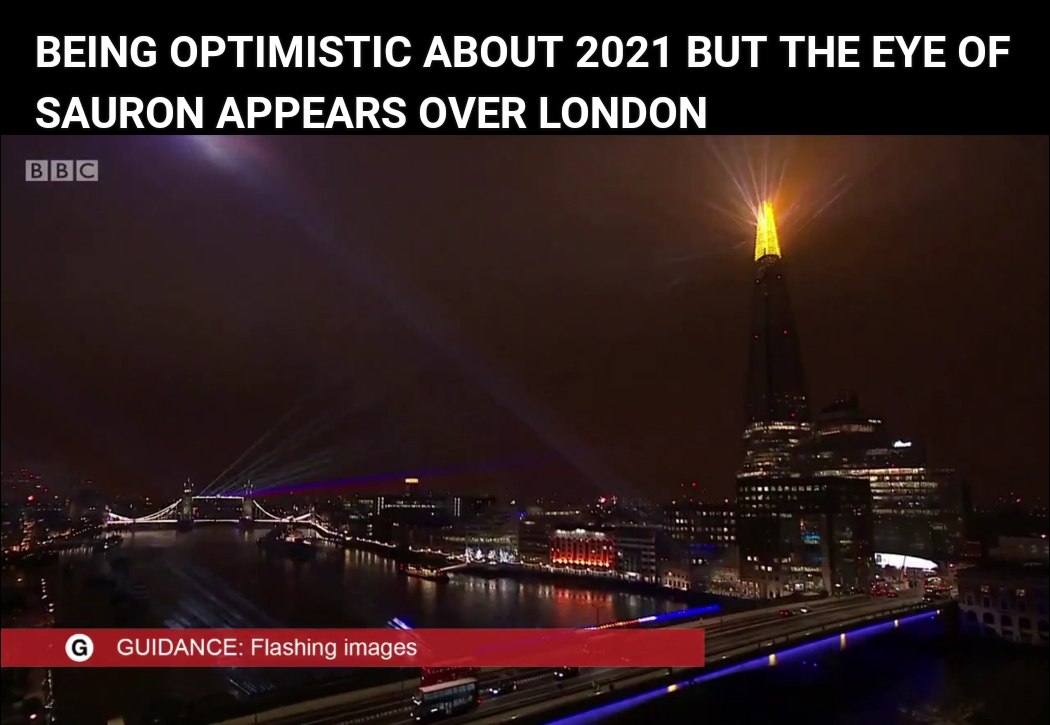 BEING OPTIMISTIC ABOUT 2021 BUT THE EYE OF
SAURON APPEARS OVER LONDON
BBC
G GUIDANCE: Flashing images